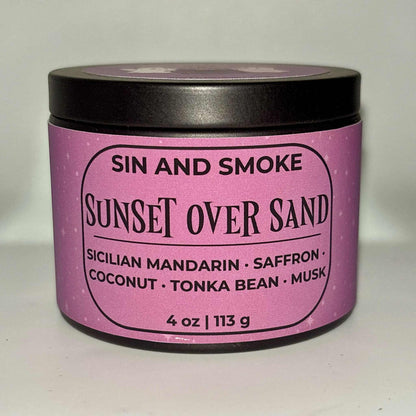 SIN AND SMOKE
SUNSET OVER SAND
SICILIAN MANDARIN · SAFFRON ·
COCONUT · TONKA BEAN · MUSK
4 oz | 113 g